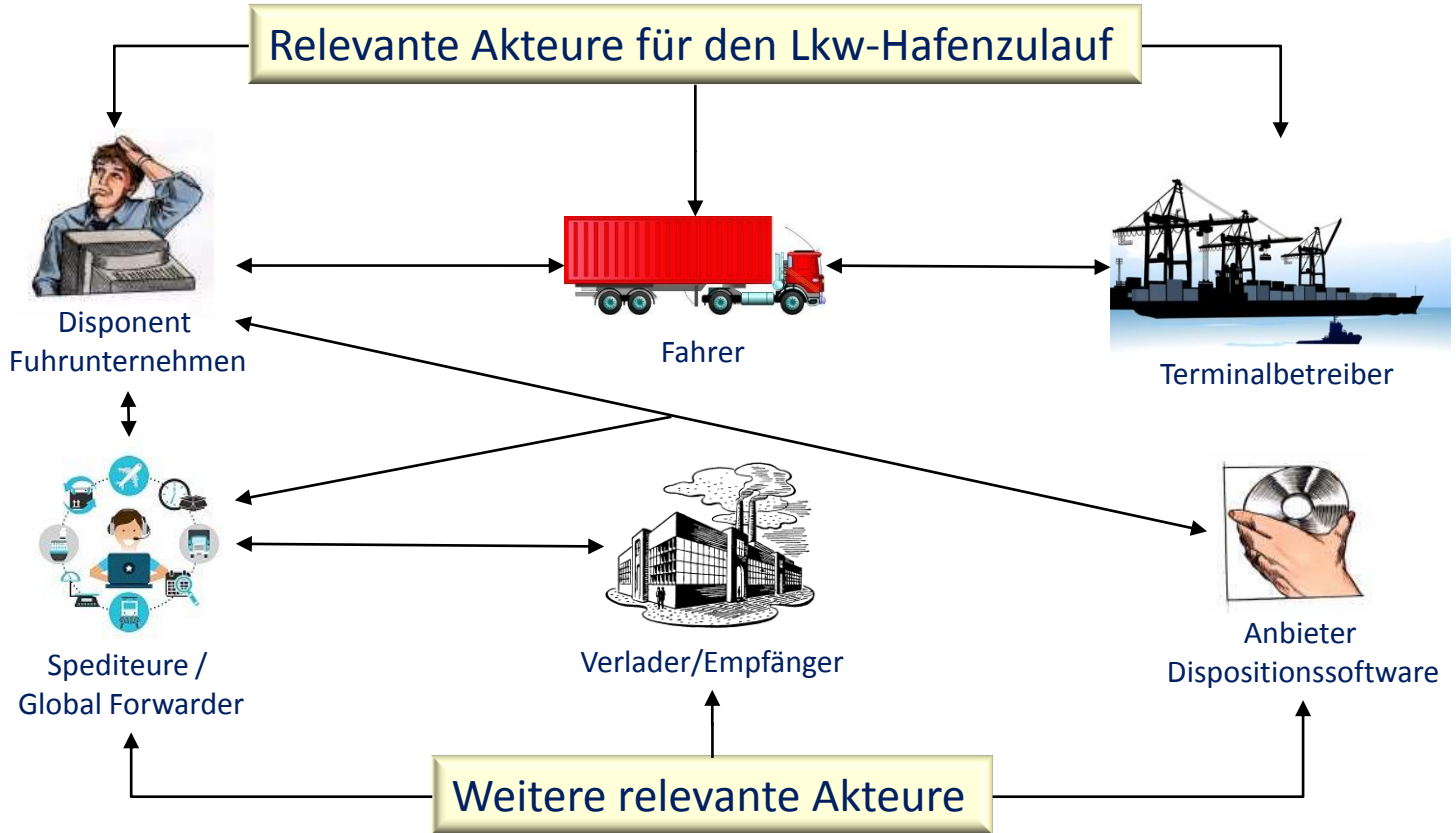 Relevante Akteure für den Lkw-Hafenzulauf
Disponent
Fuhrunternehmen
Fahrer
Terminalbetreiber
Spediteure /
Global Forwarder
Verlader/Empfänger
Anbieter
Dispositionssoftware
Weitere relevante Akteure